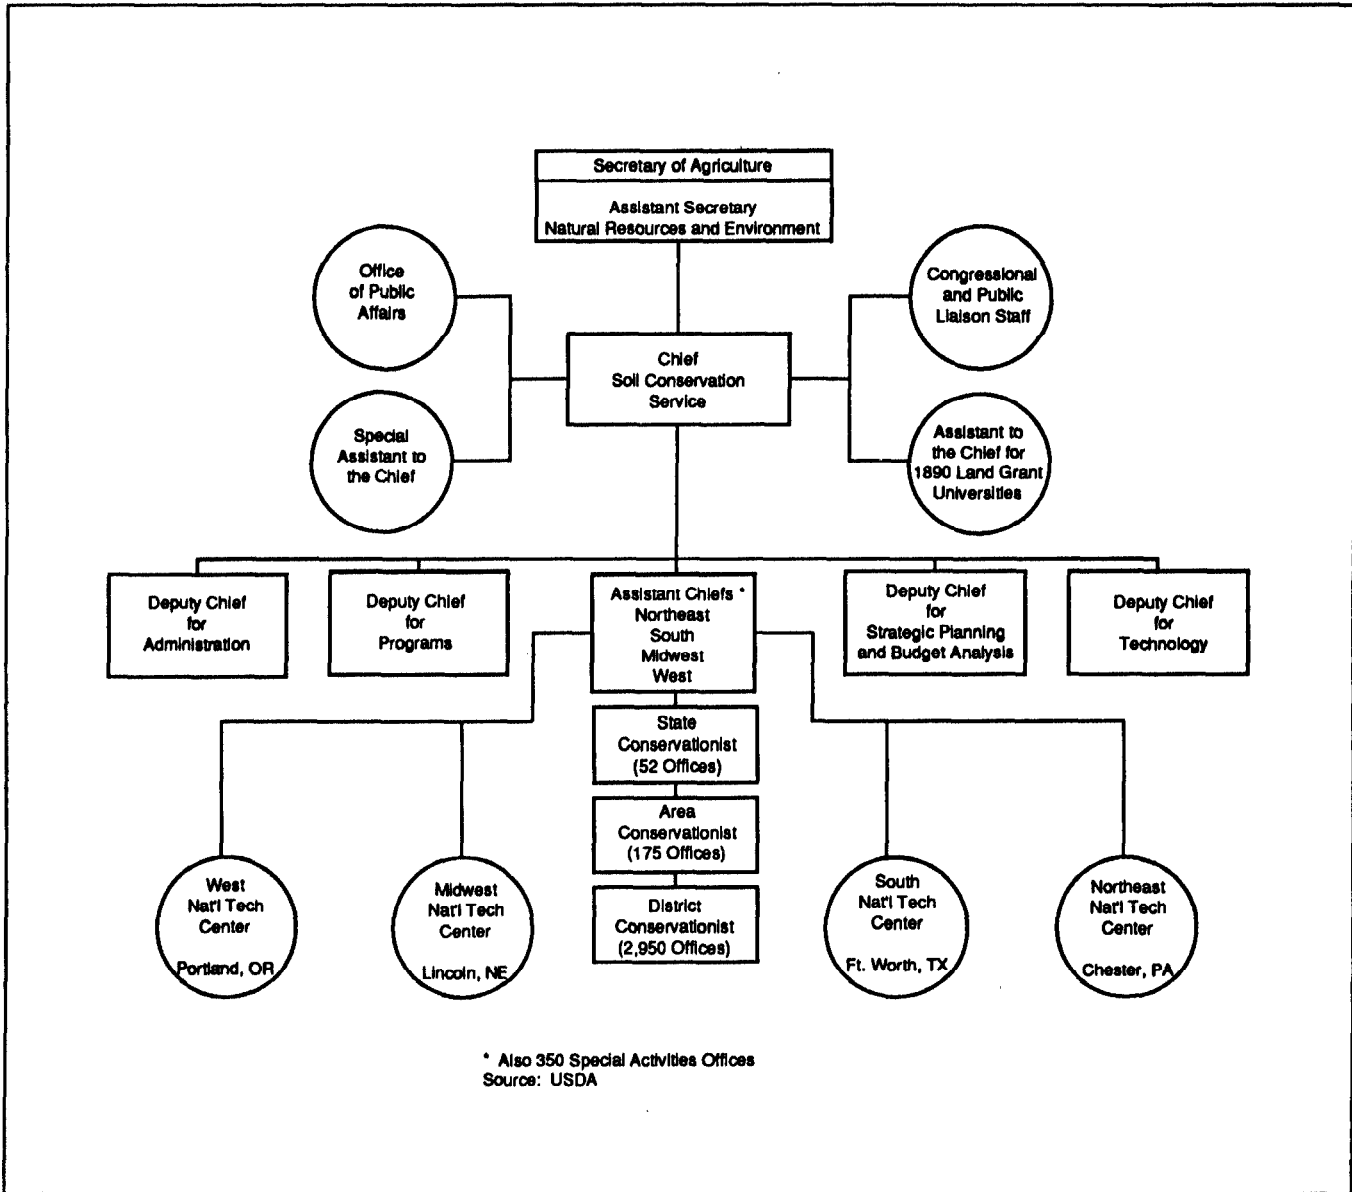 Secretary of Agriculture
Assistant Secretary
Natural Resources and Environment
Office
of Public
Affairs
Congressional
and Public
Liaison Staff
Chief
Soil Conservation
Service
Special
Assistant to
the Chief
Assistant to
the Chief for
1890 Land Grant
Universities
Deputy Chief
for
Administration
Deputy Chief
for
Programs
Assistant Chiefs *
Northeast
South
Midwest
West
Deputy Chief
for
Strategic Planning
and Budget Analysis
Deputy Chief
for
Technology
State
Conservationist
(52 Offices)
Area
Conservationist
(175 Offices)
District
Conservationist
(2,950 Offices)
West
Nat'l Tech
Center
Portland, OR
Midwest
Nat'l Tech
Center
Lincoln, NE
South
Nat'l Tech
Center
Ft. Worth, TX
Northeast
Nat'l Tech
Center
Chester, PA
* Also 350 Special Activities Offices
Source: USDA